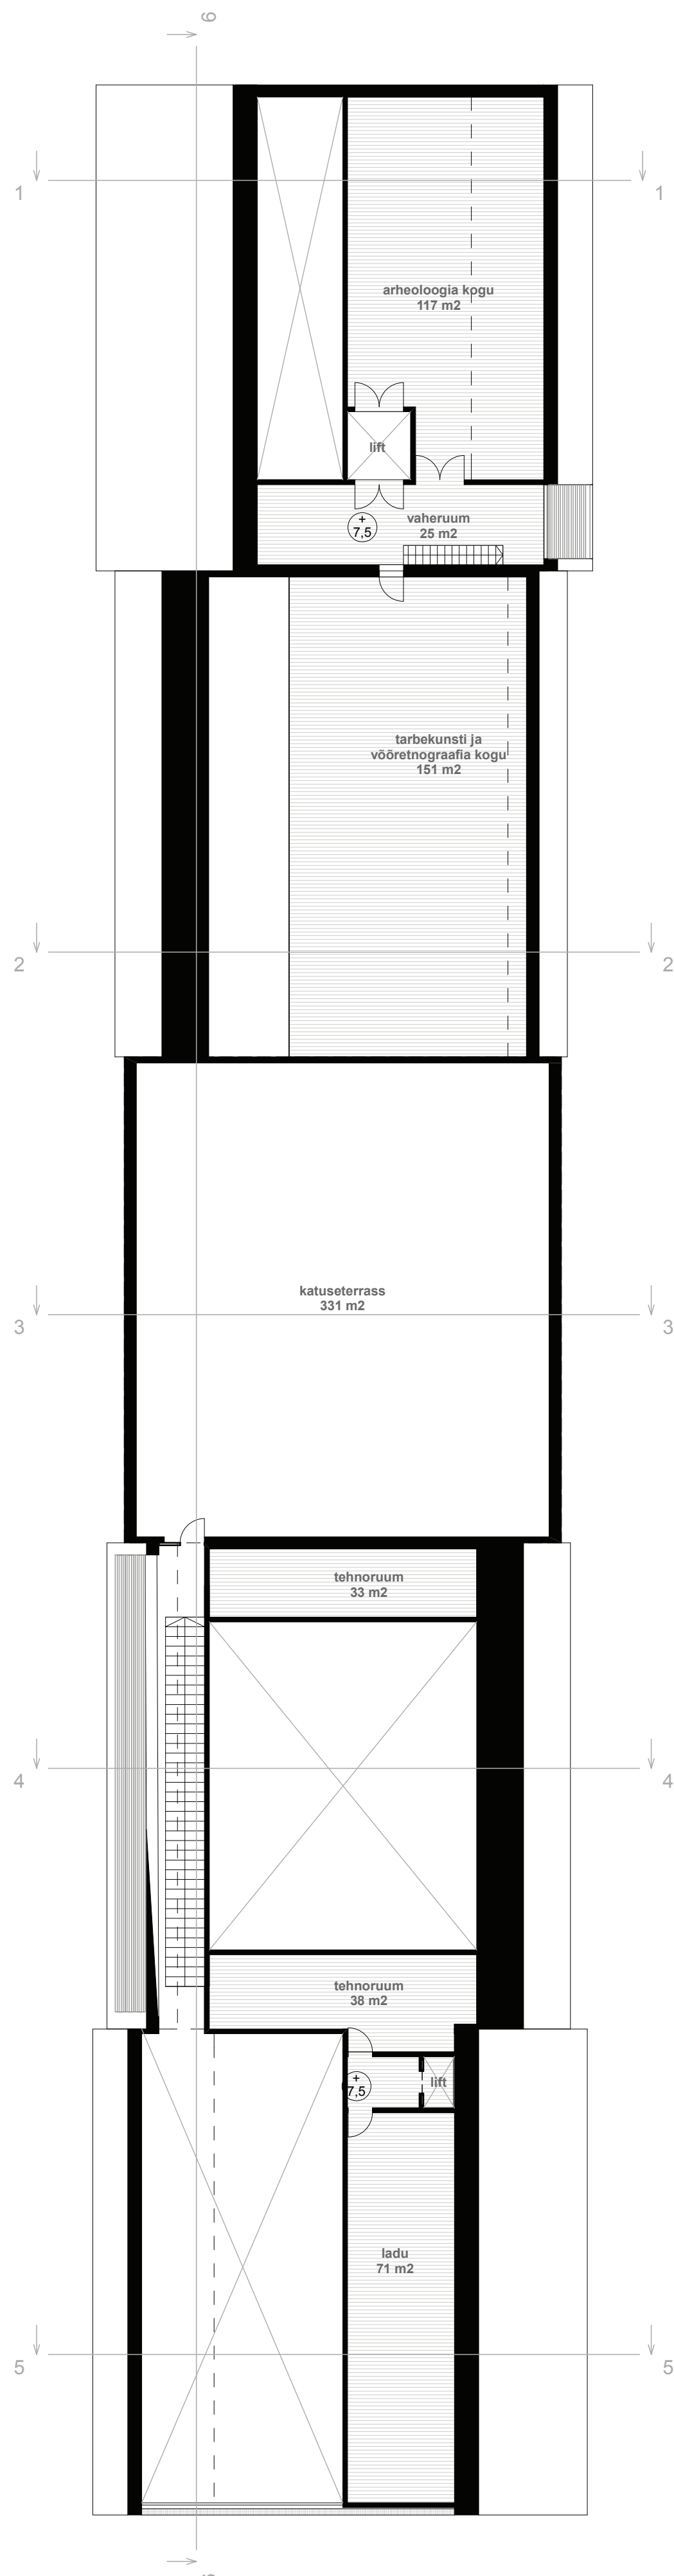 6
1
1
arheoloogia kogu
117 m2
lift
vaheruum
25 m2
+
7,5
tarbekunsti ja
võõretnograafia kogu
151 m2
2
2
katuseterrass
331 m2
3
3
tehnoruum
33 m2
4
4
tehnoruum
38 m2
+
7,5
lift
ladu
71 m2
5
5